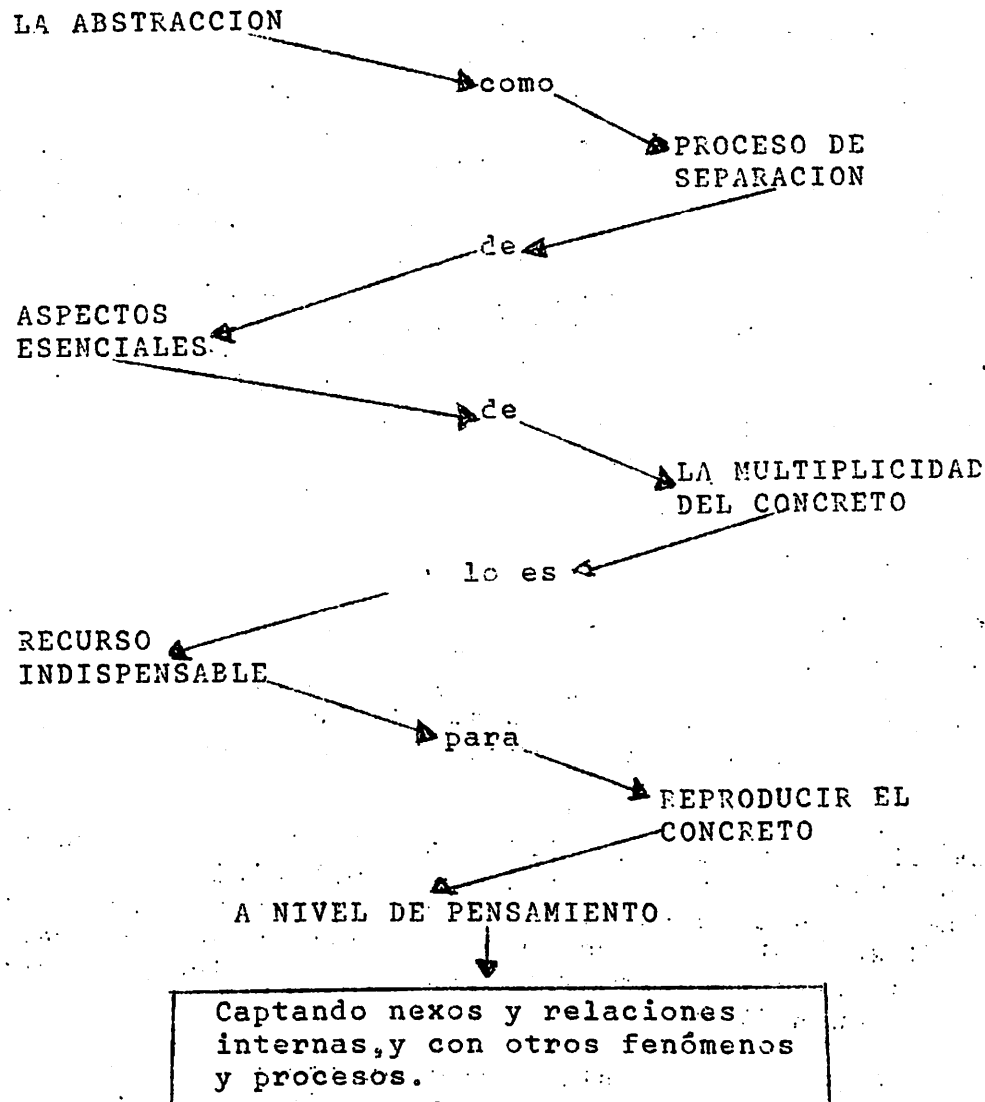 LA ABSTRACCION
como
PROCESO DE
SEPARACION
de
ASPECTOS
ESENCIALES
de
LA MULTIPLICIDAD
DEL CONCRETO
lo es
RECURSO
INDISPENSABLE
para
REPRODUCIR EL
CONCRETO
A NIVEL DE PENSAMIENTO
Captando nexos y relaciones
internas, y con otros fenómenos
y procesos.